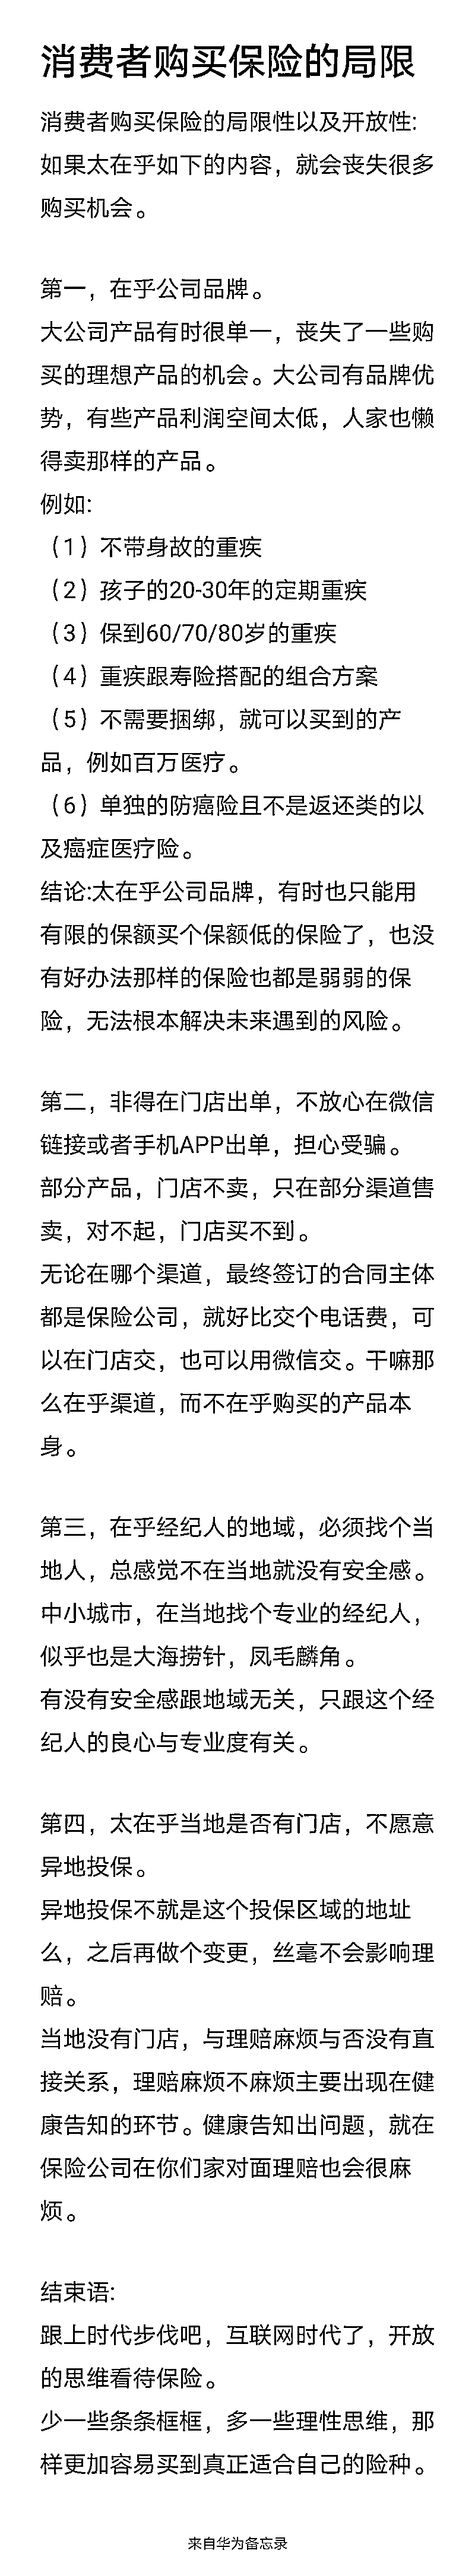 消费者购买保险的局限
消费者购买保险的局限性以及开放性:
如果太在乎如下的内容，就会丧失很多
购买机会。
第一，在乎公司品牌。
大公司产品有时很单一，丧失了一些购
买的理想产品的机会。大公司有品牌优
势，有些产品利润空间太低，人家也懒
得卖那样的产品。
例如:
（1）不带身故的重疾
（2）孩子的20-30年的定期重疾
（3）保到60/70/80岁的重疾
（4）重疾跟寿险搭配的组合方案
（5）不需要捆绑，就可以买到的产
品，例如百万医疗。
（6）单独的防癌险且不是返还类的以
及癌症医疗险。
结论:太在乎公司品牌，有时也只能用
有限的保额买个保额低的保险了，也没
有好办法那样的保险也都是弱弱的保
险，无法根本解决未来遇到的风险。
第二，非得在门店出单，不放心在微信
链接或者手机APP出单，担心受骗。
部分产品，门店不卖，只在部分渠道售
卖，对不起，门店买不到。
无论在哪个渠道，最终签订的合同主体
都是保险公司，就好比交个电话费，可
以在门店交，也可以用微信交。干嘛那
么在乎渠道，而不在乎购买的产品本
身。
第三，在乎经纪人的地域，必须找个当
地人，总感觉不在当地就没有安全感。
中小城市，在当地找个专业的经纪人，
似乎也是大海捞针，凤毛麟角。
有没有安全感跟地域无关，只跟这个经
纪人的良心与专业度有关。
第四，太在乎当地是否有门店，不愿意
异地投保。
异地投保不就是这个投保区域的地址
么，之后再做个变更，丝毫不会影响理
赔。
当地没有门店，与理赔麻烦与否没有直
接关系，理赔麻烦不麻烦主要出现在健
康告知的环节。健康告知出问题，就在
保险公司在你们家对面理赔也会很麻
烦。
结束语:
跟上时代步伐吧，互联网时代了，开放
的思维看待保险。
少一些条条框框，多一些理性思维，那
样更加容易买到真正适合自己的险种。
来自华为备忘录